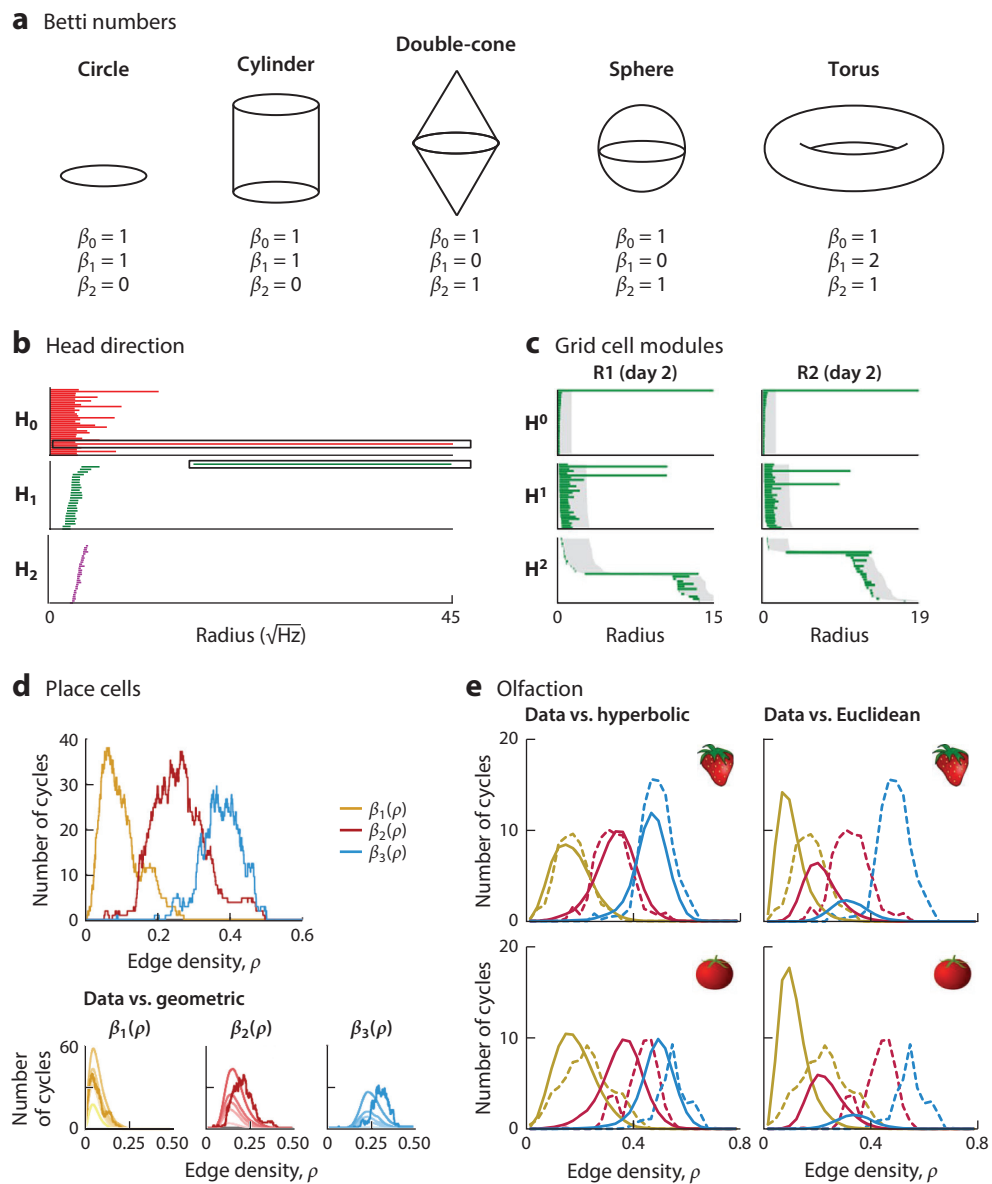 a Betti numbers
Circle
Cylinder
Double-cone
Sphere
Torus
β0 = 1
β1 = 1
β2 = 0
β0 = 1
β1 = 1
β2 = 0
β0 = 1
β1 = 0
β2 = 1
β0 = 1
β1 = 0
β2 = 1
β0 = 1
β1 = 2
β2 = 1
b Head direction
H0
H1
H2
0
45
Radius (√Hz)
c Grid cell modules
R1 (day 2)
R2 (day 2)
H⁰
H¹
H²
0
15
0
19
Radius
Radius
d Place cells
Number of cycles
40
30
20
10
0
0
0.2
0.4
0.6
Edge density, ρ
β1(ρ)
β2(ρ)
β3(ρ)
Data vs. geometric
β1(ρ)
β2(ρ)
β3(ρ)
Number
of cycles
60
0
0
0.25
0.50
0.25
0.50
0.25
0.50
Edge density, ρ
e Olfaction
Data vs. hyperbolic
Data vs. Euclidean
Number of cycles
20
10
0
Number of cycles
20
10
0
0
0.4
0.8
0
0.4
0.8
Edge density, ρ
Edge density, ρ